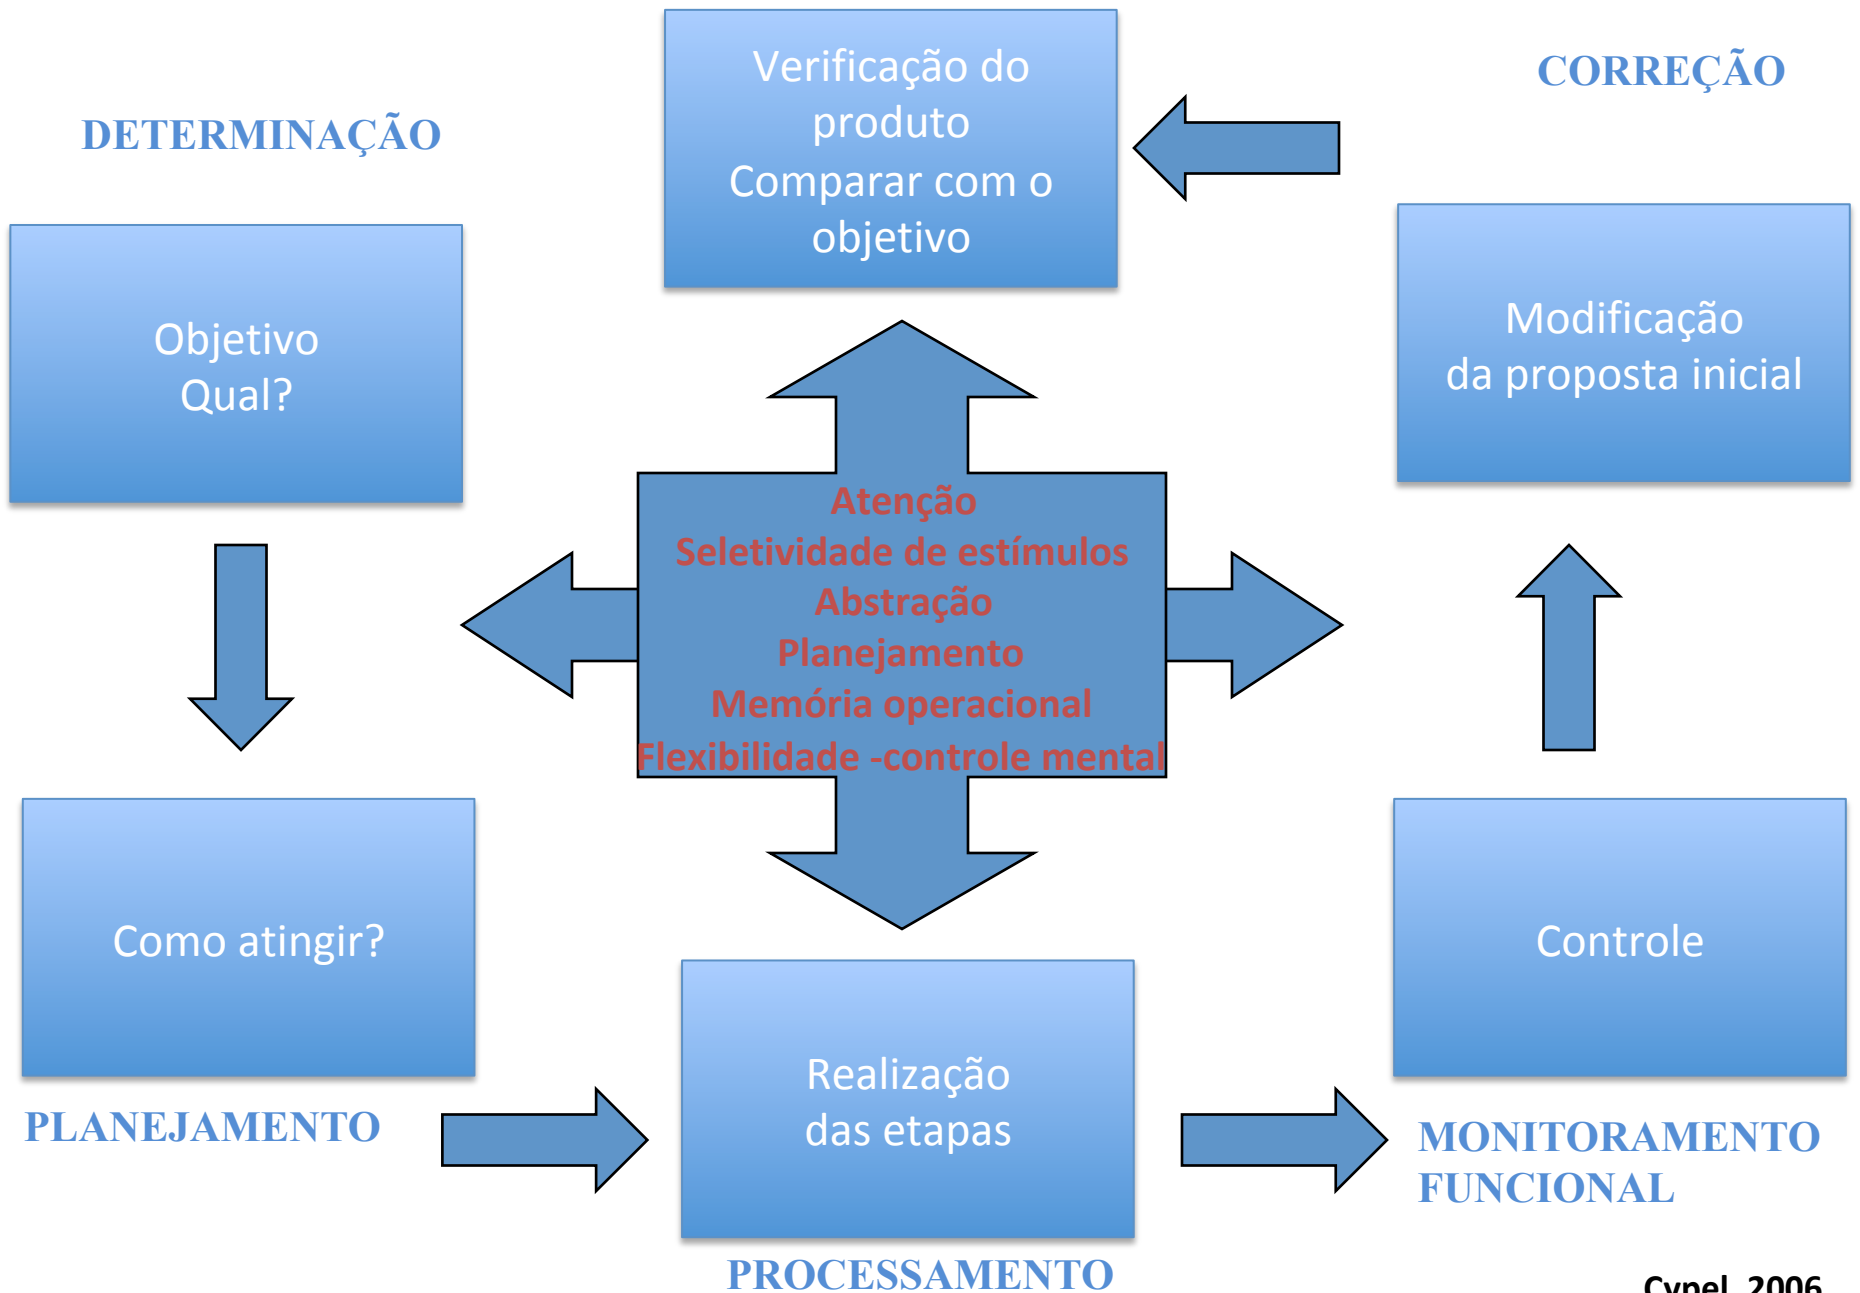 DETERMINAÇÃO
Objetivo
Qual?
Como atingir?
PLANEJAMENTO
Realização
das etapas
PROCESSAMENTO
Controle
MONITORAMENTO
FUNCIONAL
CORREÇÃO
Modificação
da proposta inicial
Verificação do
produto
Comparar com o
objetivo
Atenção
Seletividade de estímulos
Abstração
Planejamento
Memória operacional
Flexibilidade -controle mental
Cypel, 2006